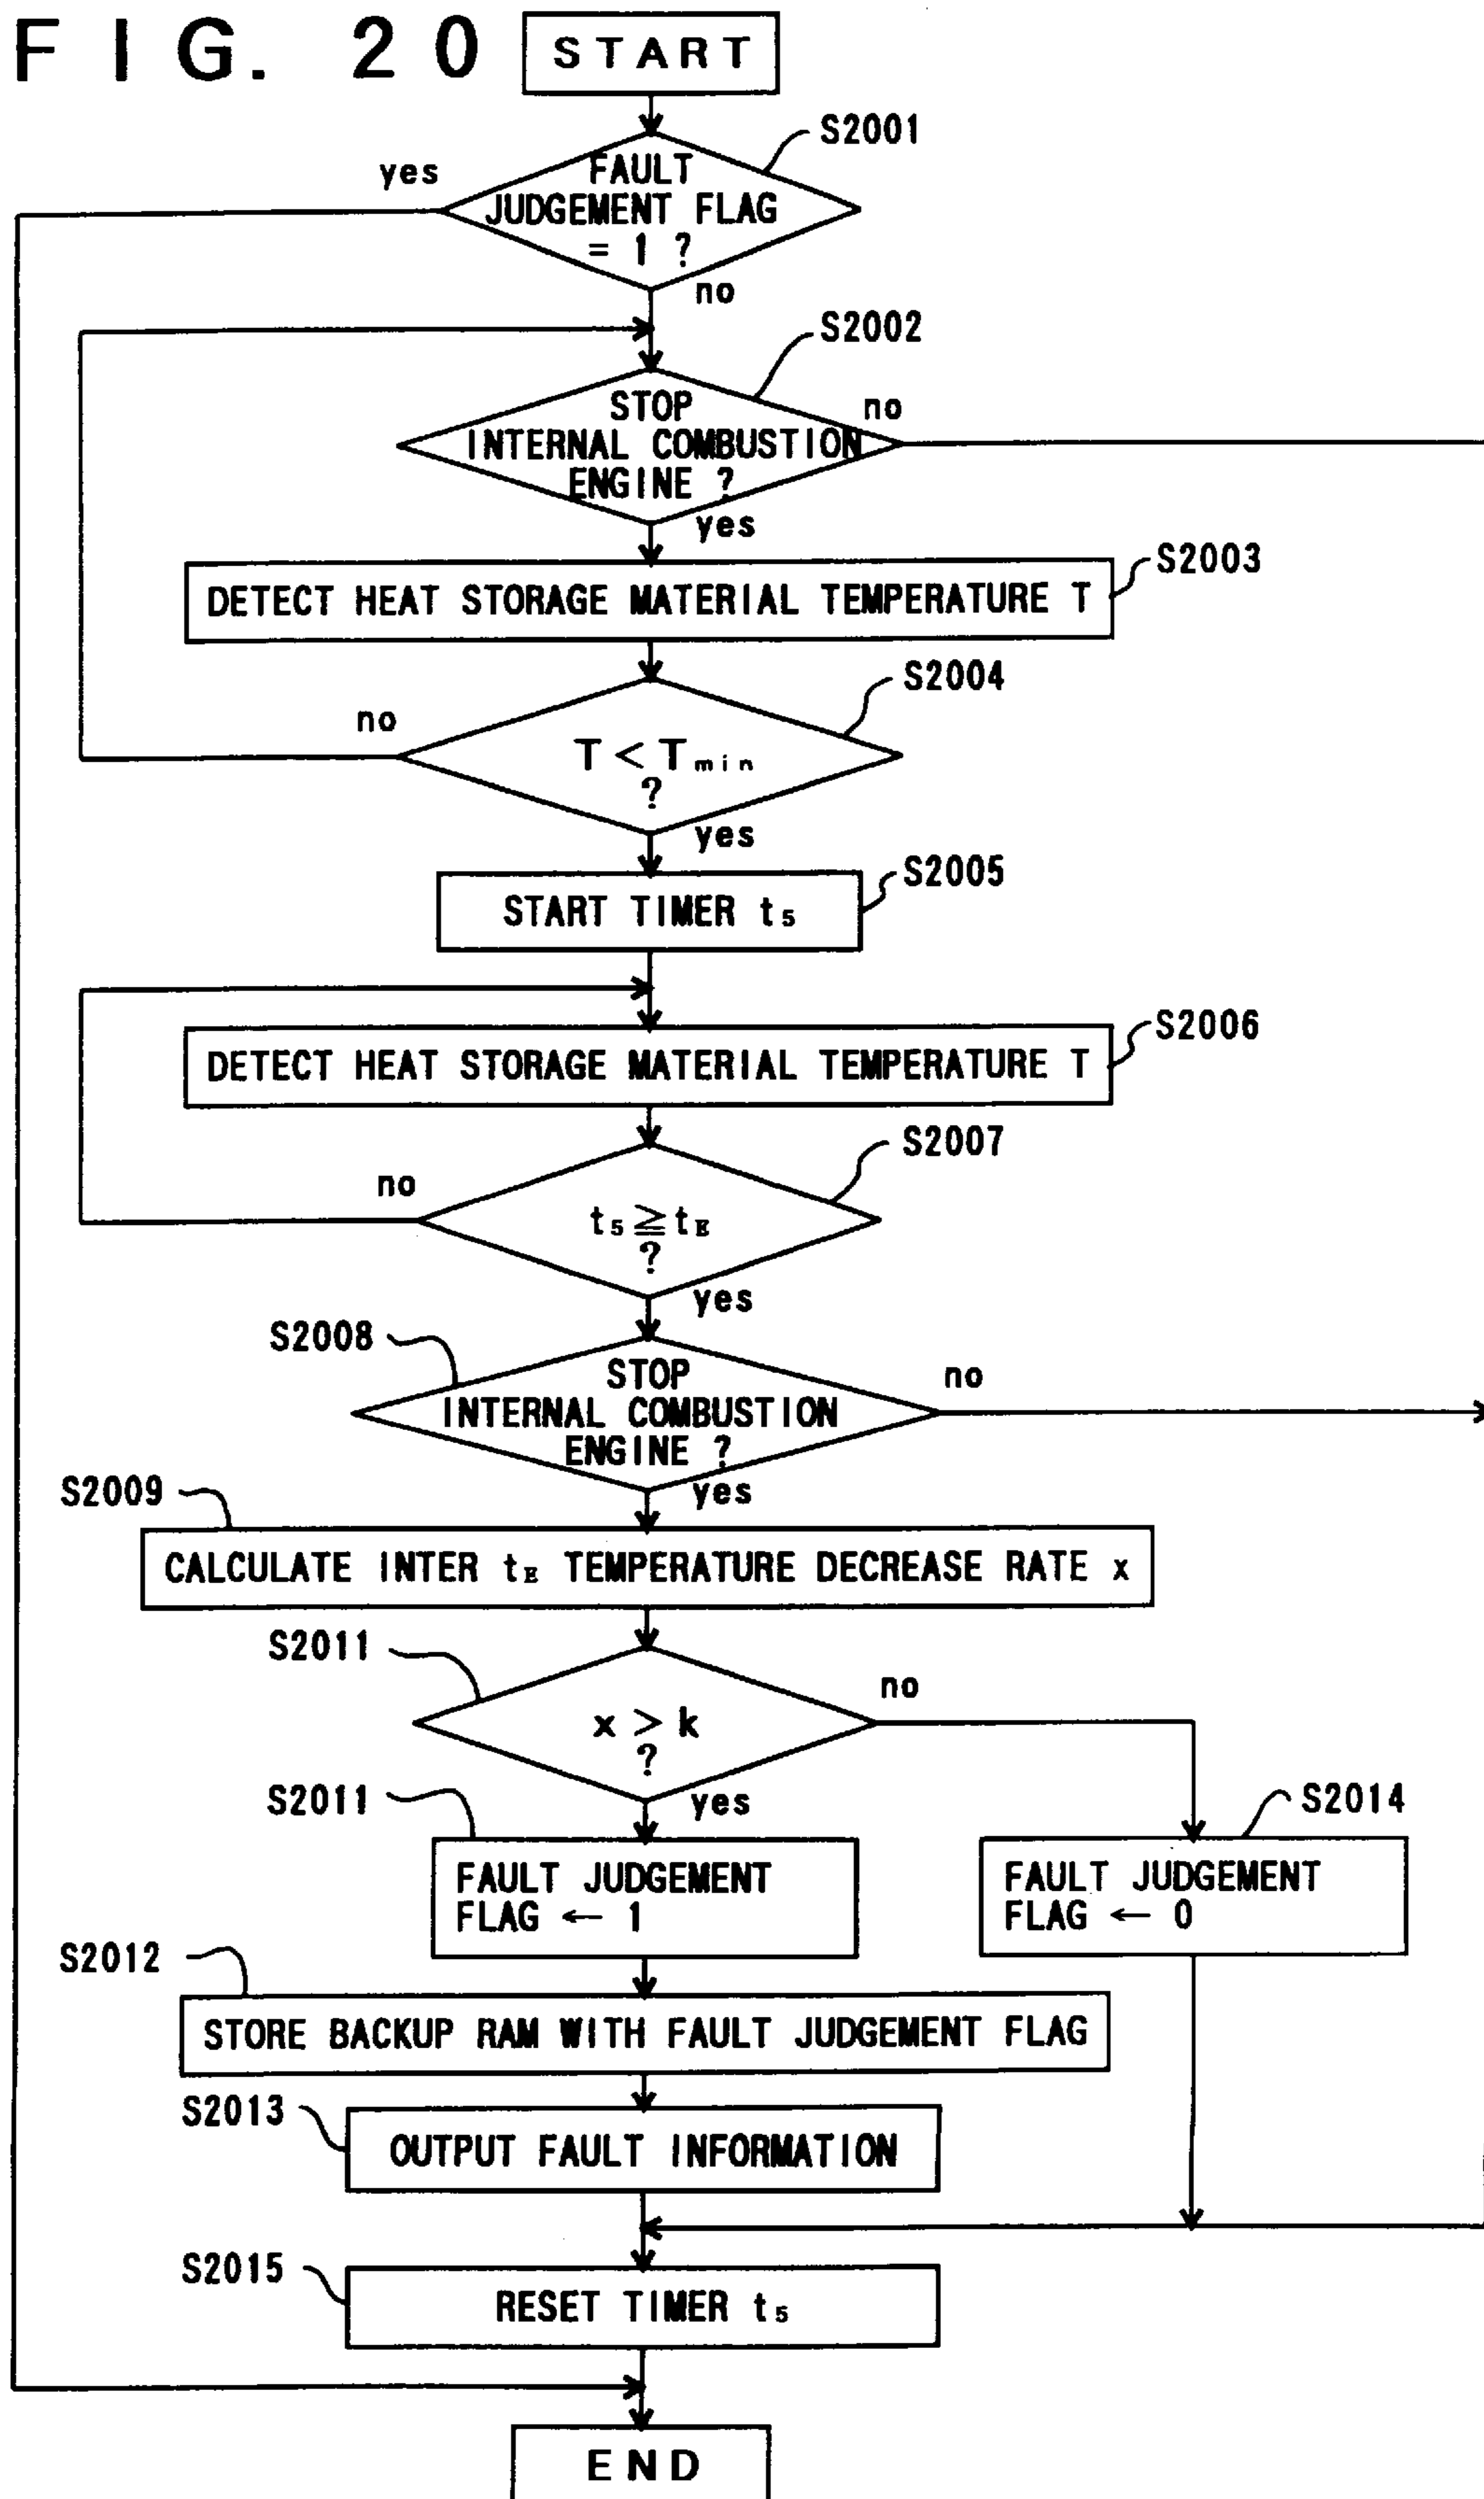 FIG. 20
START
S2001
yes
FAULT
JUDGEMENT FLAG
= 1 ?
no
S2002
STOP
INTERNAL COMBUSTION
ENGINE ?
no
yes
S2003
DETECT HEAT STORAGE MATERIAL TEMPERATURE T
S2004
no
T < Tmin
?
yes
S2005
START TIMER t5
S2006
DETECT HEAT STORAGE MATERIAL TEMPERATURE T
S2007
no
t5 ≧ tE
?
yes
S2008
STOP
INTERNAL COMBUSTION
ENGINE ?
no
yes
S2009
CALCULATE INTER tE TEMPERATURE DECREASE RATE x
S2011
no
x > k
?
yes
S2011
FAULT JUDGEMENT
FLAG ← 1
S2014
FAULT JUDGEMENT
FLAG ← 0
S2012
STORE BACKUP RAM WITH FAULT JUDGEMENT FLAG
S2013
OUTPUT FAULT INFORMATION
S2015
RESET TIMER t5
END